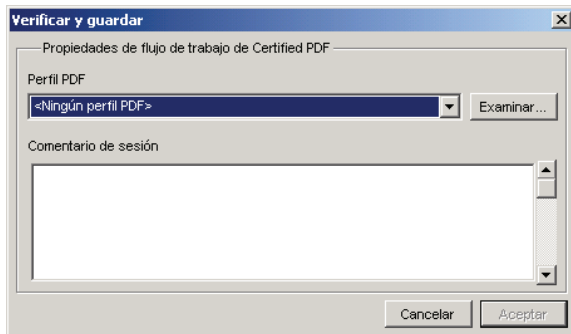 Verificar y guardar
Propiedades de flujo de trabajo de Certified PDF
Perfil PDF
<Ningún perfil PDF>
Examinar...
Comentario de sesión
Cancelar
Aceptar